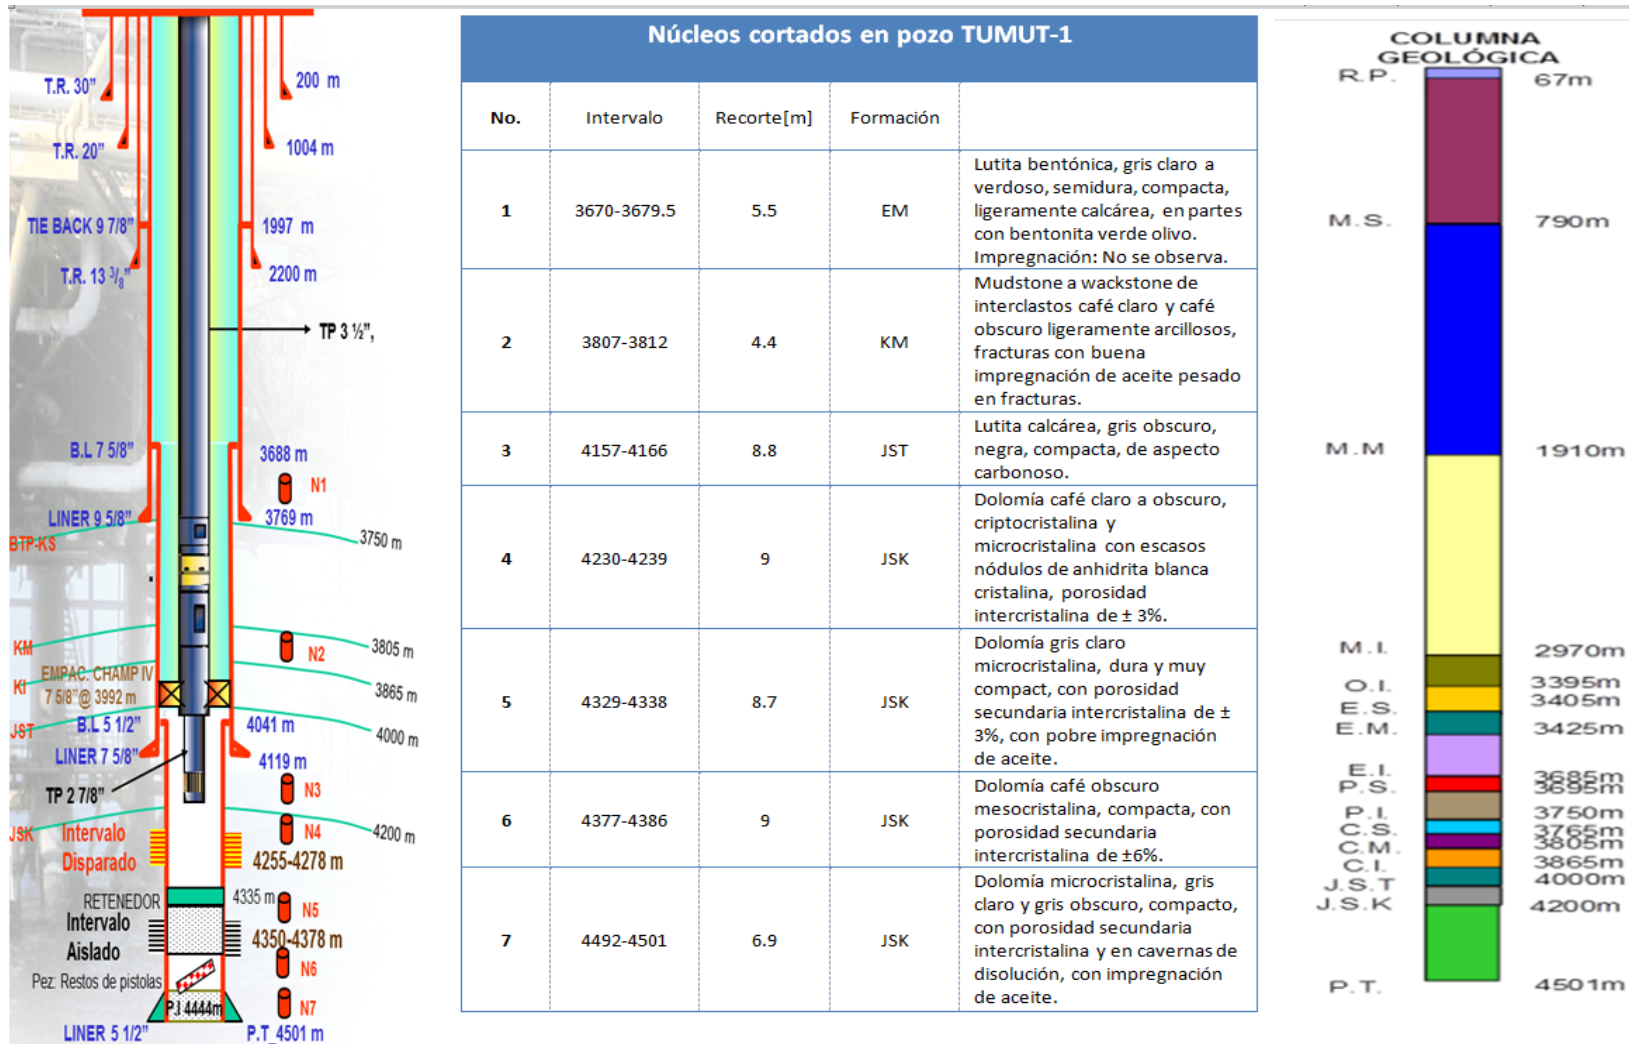 T.R. 30”
200 m
T.R. 20”
1004 m
TIE BACK 9 7/8”
1997 m
T.R. 13 3/8”
2200 m
TP 3 ½”,
B.L 7 5/8”
3688 m
N1
LINER 9 5/8”
3769 m
BTP-KS
3750 m
KM
N2
3805 m
EMPAC. CHAMP IV
7 5/8”@ 3992 m
KI
3865 m
JST
B.L 5 1/2”
4041 m
4000 m
LINER 7 5/8”
4119 m
TP 2 7/8”
N3
JSK
Intervalo
Disparado
N4
4200 m
4255-4278 m
RETENEDOR
4335 m
N5
Intervalo
Aislado
4350-4378 m
N6
Pez: Restos de pistolas
P.I 4444m
N7
LINER 5 1/2”
P.T_4501 m
Núcleos cortados en pozo TUMUT-1
No. Intervalo Recorte[m] Formación
1 3670-3679.5 5.5 EM
Lutita bentónica, gris claro a
verdoso, semidura, compacta,
ligeramente calcárea, en partes
con bentonita verde olivo.
Impregnación: No se observa.
2 3807-3812 4.4 KM
Mudstone a wackstone de
interclastos café claro y café
obscuro ligeramente arcillosos,
fracturas con buena
impregnación de aceite pesado
en fracturas.
3 4157-4166 8.8 JST
Lutita calcárea, gris obscuro,
negra, compacta, de aspecto
carbonoso.
4 4230-4239 9 JSK
Dolomía café claro a obscuro,
criptocristalina y
microcristalina con escasos
nódulos de anhidrita blanca
cristalina, porosidad
intercristalina de ± 3%.
5 4329-4338 8.7 JSK
Dolomía gris claro
microcristalina, dura y muy
compact, con porosidad
secundaria intercristalina de ±
3%, con pobre impregnación
de aceite.
6 4377-4386 9 JSK
Dolomía café obscuro
mesocristalina, compacta, con
porosidad secundaria
intercristalina de ±6%.
7 4492-4501 6.9 JSK
Dolomía microcristalina, gris
claro y gris obscuro, compacto,
con porosidad secundaria
intercristalina y en cavernas de
disolución, con impregnación
de aceite.
COLUMNA
GEOLÓGICA
R.P. 67m
M.S. 790m
M.M 1910m
M.I. 2970m
O.I. 3395m
E.S. 3405m
E.M. 3425m
E.I. 3685m
P.S. 3695m
P.I. 3750m
C.S. 3765m
C.M. 3805m
C.I. 3865m
J.S.T 4000m
J.S.K 4200m
P.T. 4501m